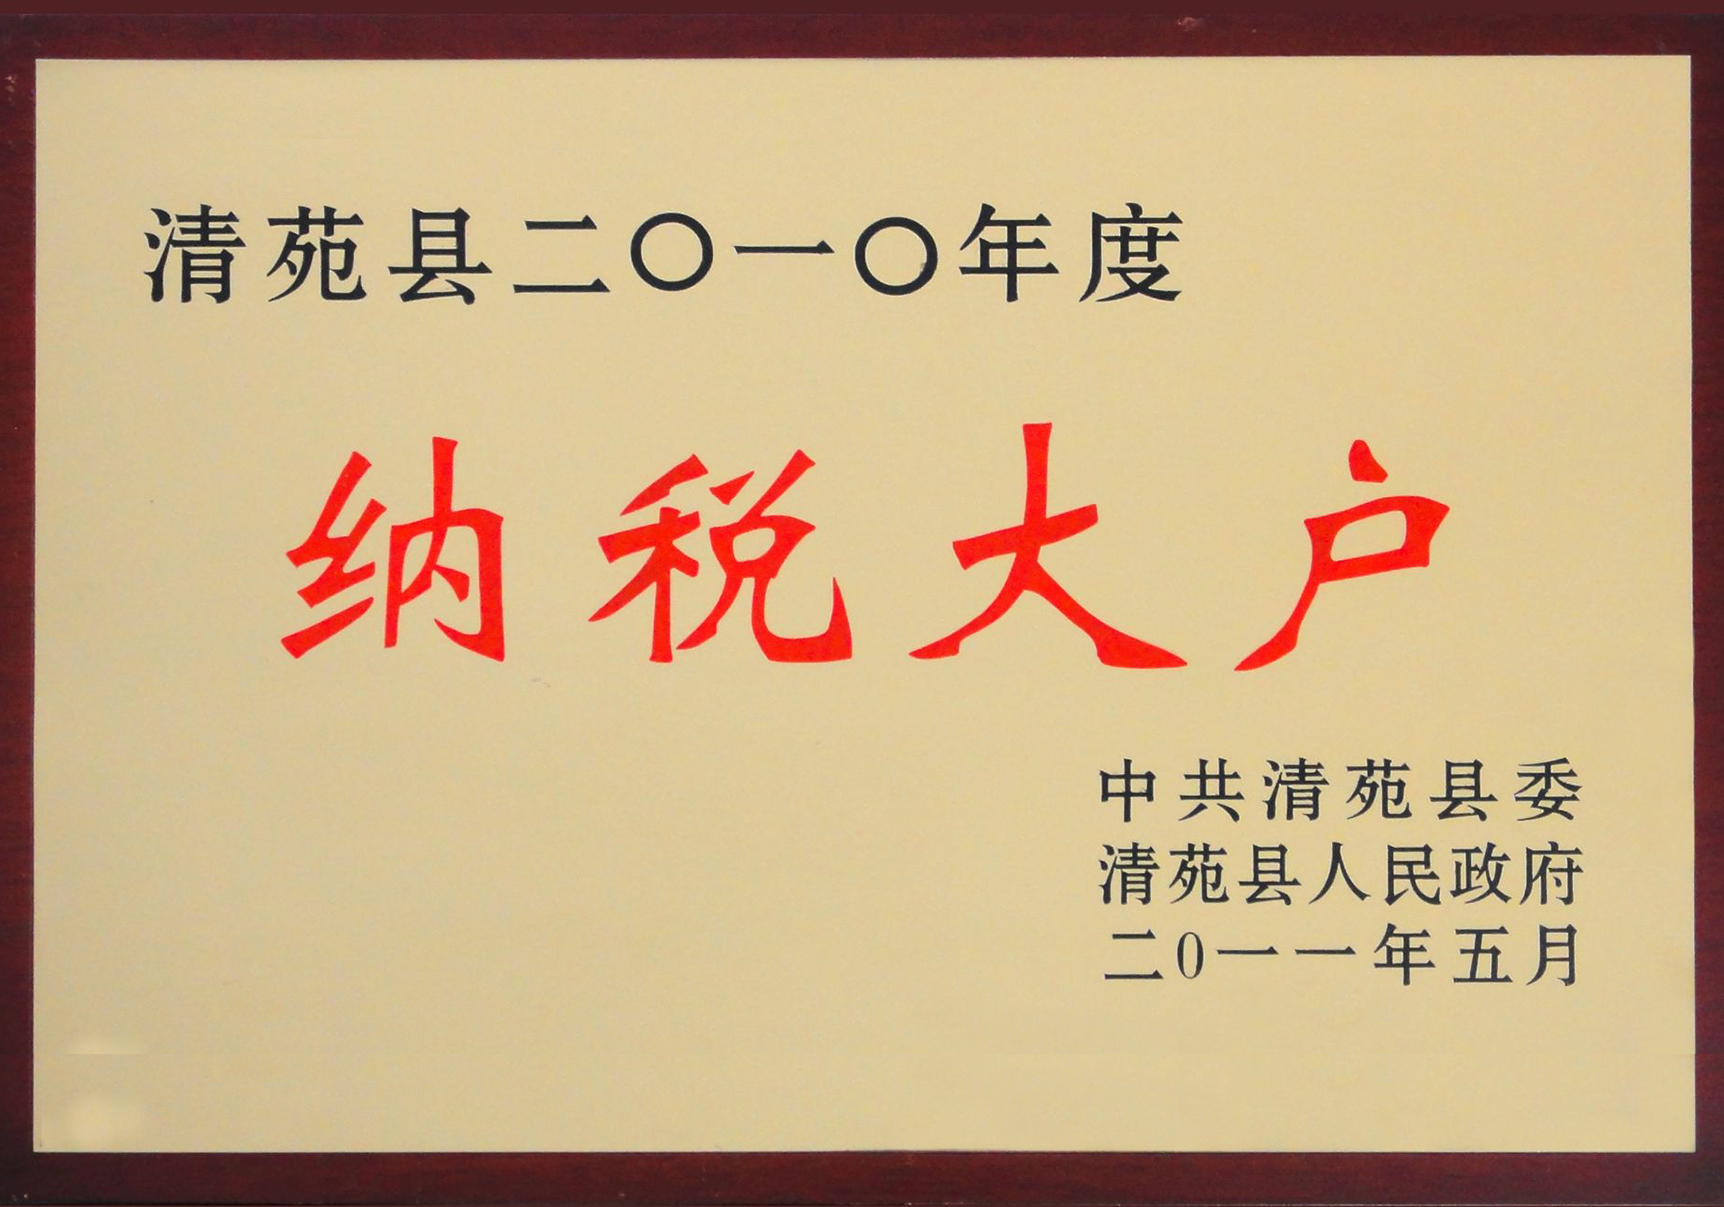 清苑县二〇一〇年度
纳税大户
中共清苑县委
清苑县人民政府
二0一一年五月